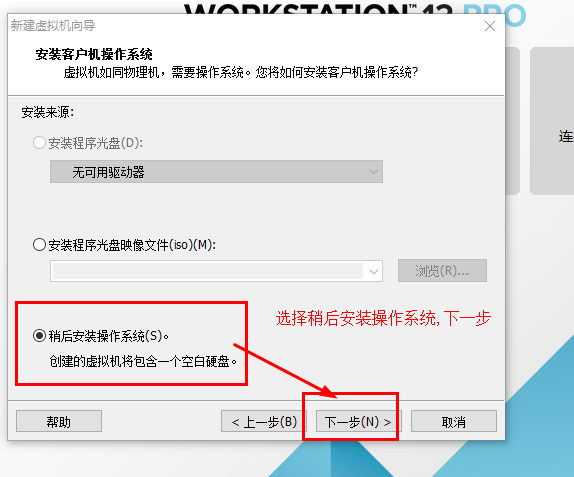 WORKSTATION™ 12 PRO
新建虚拟机向导
安装客户机操作系统
虚拟机如同物理机，需要操作系统。您将如何安装客户机操作系统?
安装来源:
安装程序光盘(D):
无可用驱动器
安装程序光盘映像文件(iso)(M):
浏览(R)...
稍后安装操作系统(S)。
创建的虚拟机将包含一个空白硬盘。
选择稍后安装操作系统,下一步
帮助
< 上一步(B)
下一步(N) >
取消
连